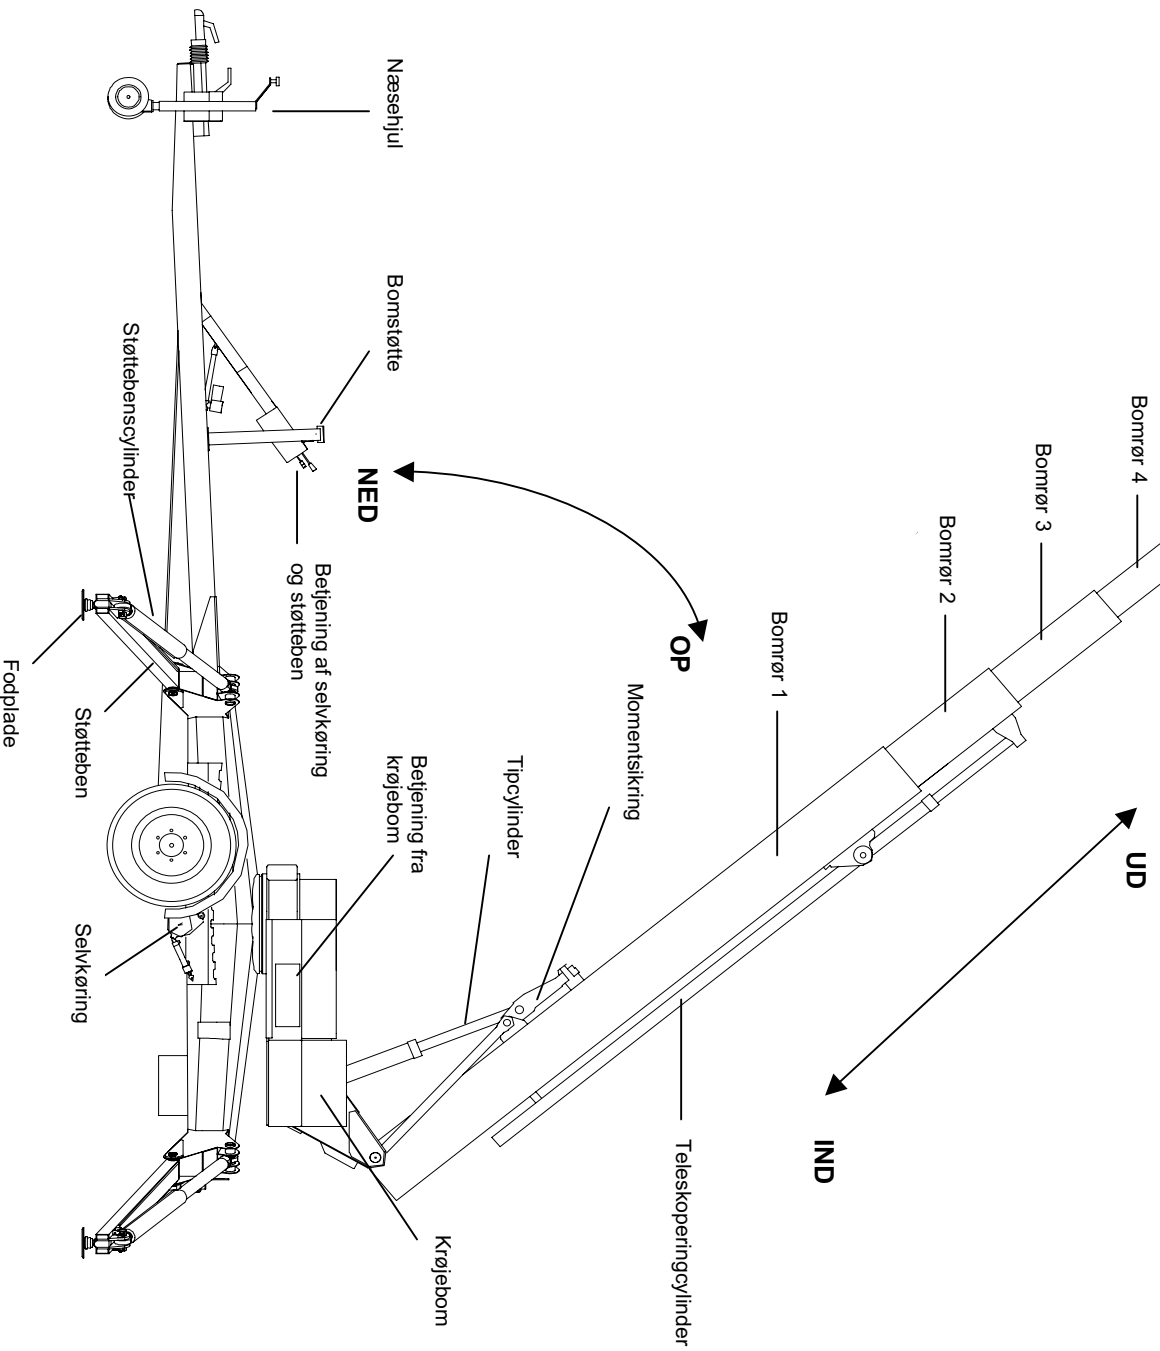 Bomrør 4
Bomrør 3
Bomrør 2
Bomrør 1
UD
IND
OP
NED
Momentsikring
Tipcylinder
Betjening fra
krøjebom
Betjening af selvkøring
og støtteben
Bomstøtte
Næsehjul
Støttebenscylinder
Fodplade
Støtteben
Selvkøring
Krøjebom
Teleskoperingcylinder